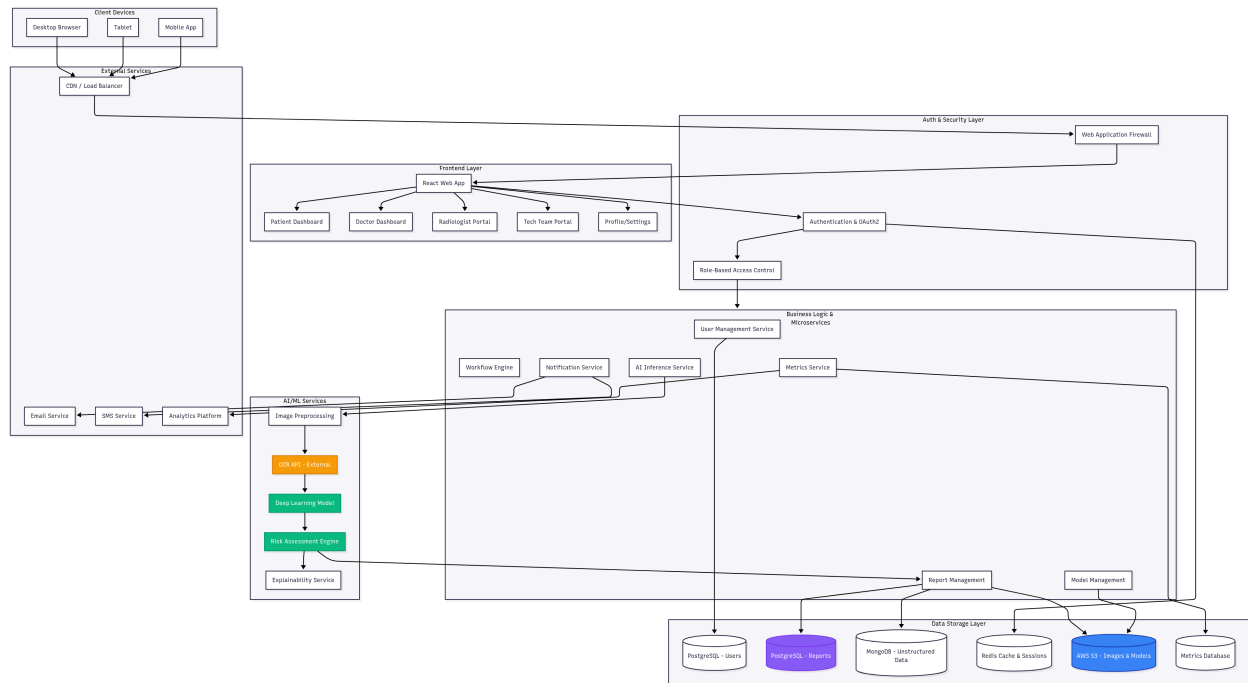 Client Devices
Desktop Browser
Tablet
Mobile App
External Services
CDN / Load Balancer
Auth & Security Layer
Web Application Firewall
Frontend Layer
React Web App
Patient Dashboard
Doctor Dashboard
Radiologist Portal
Tech Team Portal
Profile/Settings
Authentication & OAuth2
Role-Based Access Control
Business Logic &
Microservices
User Management Service
Workflow Engine
Notification Service
AI Inference Service
Metrics Service
Email Service
SMS Service
Analytics Platform
AI/ML Services
Image Preprocessing
OCR API - External
Deep Learning Model
Risk Assessment Engine
Explainability Service
Report Management
Model Management
Data Storage Layer
PostgreSQL - Users
PostgreSQL - Reports
MongoDB - Unstructured
Data
Redis Cache & Sessions
AWS S3 - Images & Models
Metrics Database